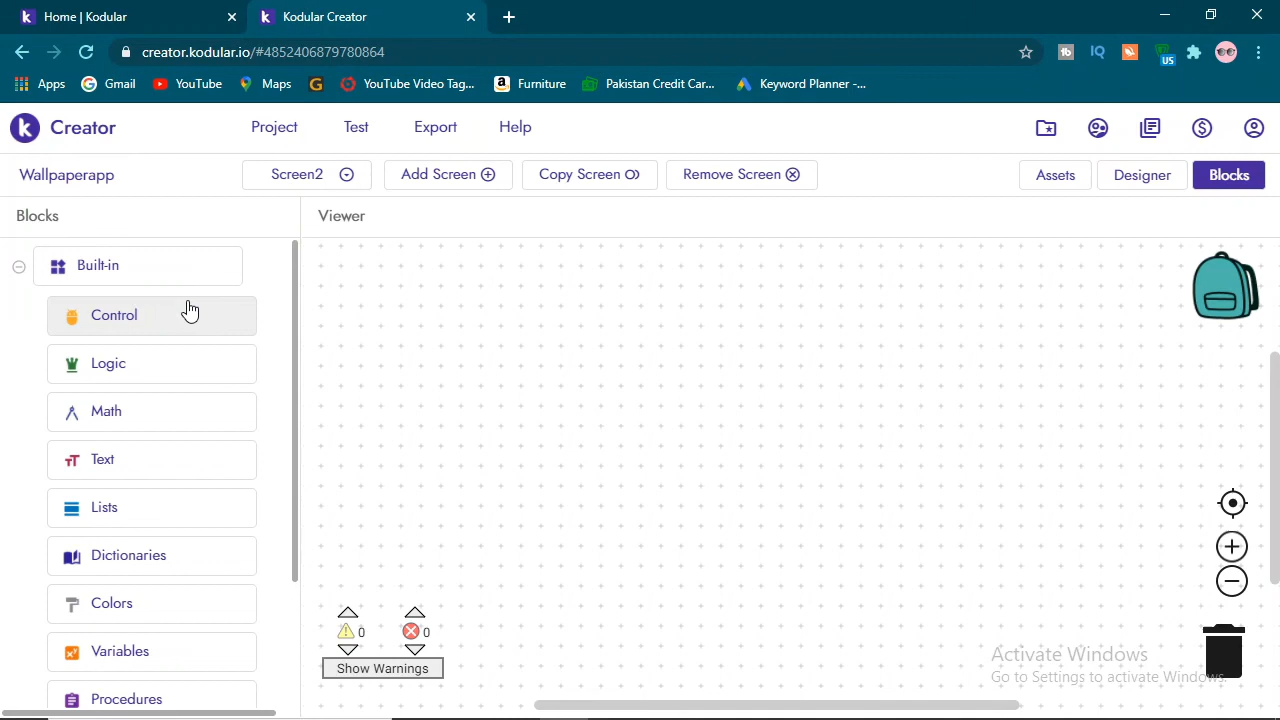 Home | Kodular
Kodular Creator
creator.kodular.io/#4852406879780864
tb
IQ
US
Apps
Gmail
YouTube
Maps
G
YouTube Video Tag...
a
Furniture
Pakistan Credit Car...
Keyword Planner -...
k
Creator
Project
Test
Export
Help
Wallpaperapp
Screen2
Add Screen
Copy Screen
Remove Screen
Assets
Designer
Blocks
Blocks
Viewer
Built-in
Control
Logic
Math
Text
Lists
Dictionaries
Colors
Variables
Procedures
0
0
Show Warnings
Activate Windows
Go to Settings to activate Windows.